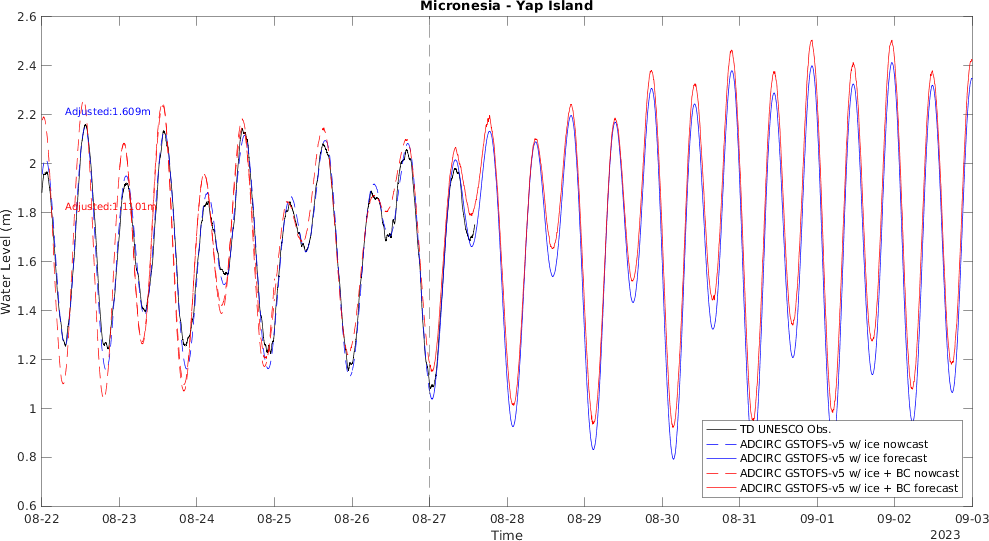 Micronesia - Yap Island
2.6
2.4
2.2
2
1.8
1.6
1.4
1.2
1
0.8
0.6
Water Level (m)
Adjusted:1.609m
Adjusted:1.1101m
TD UNESCO Obs.
ADCIRC GSTOFS-v5 w/ ice nowcast
ADCIRC GSTOFS-v5 w/ ice forecast
ADCIRC GSTOFS-v5 w/ ice + BC nowcast
ADCIRC GSTOFS-v5 w/ ice + BC forecast
08-22 08-23 08-24 08-25 08-26 08-27 08-28 08-29 08-30 08-31 09-01 09-02 09-03
Time
2023